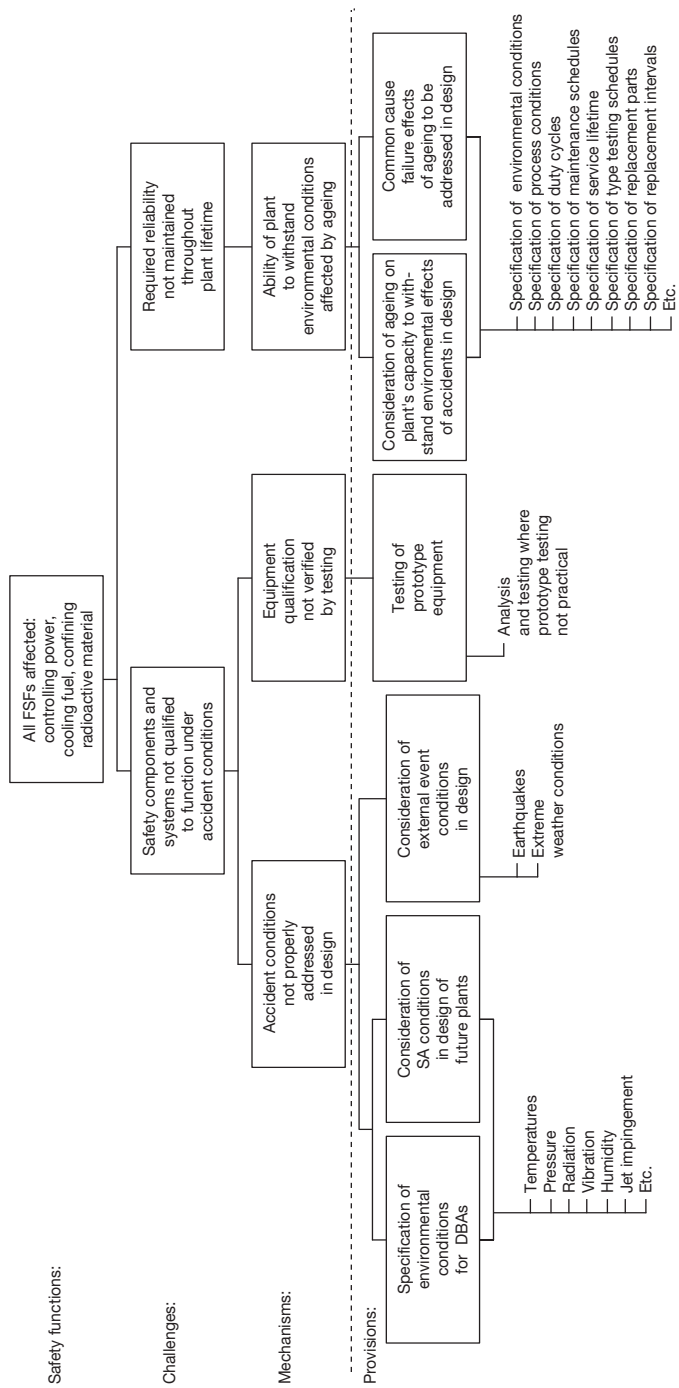 Safety functions:
All FSFs affected:
controlling power,
cooling fuel, confining
radioactive material
Challenges:
Safety components and
systems not qualified
to function under
accident conditions
Required reliability
not maintained
throughout
plant lifetime
Mechanisms:
Accident conditions
not properly
addressed
in design
Equipment
qualification
not verified
by testing
Ability of plant
to withstand
environmental conditions
affected by ageing
Provisions:
Specification of
environmental
conditions
for DBAs
Consideration of
SA conditions
in design of
future plants
Consideration of
external event
conditions
in design
Testing of
prototype
equipment
Consideration of ageing on
plant's capacity to with-
stand environmental effects
of accidents in design
Common cause
failure effects
of ageing to be
addressed in design
Temperatures
Pressure
Radiation
Vibration
Humidity
Jet impingement
Etc.
Earthquakes
Extreme
weather conditions
Analysis
and testing where
prototype testing
not practical
Specification of environmental conditions
Specification of process conditions
Specification of duty cycles
Specification of maintenance schedules
Specification of service lifetime
Specification of type testing schedules
Specification of replacement parts
Specification of replacement intervals
Etc.